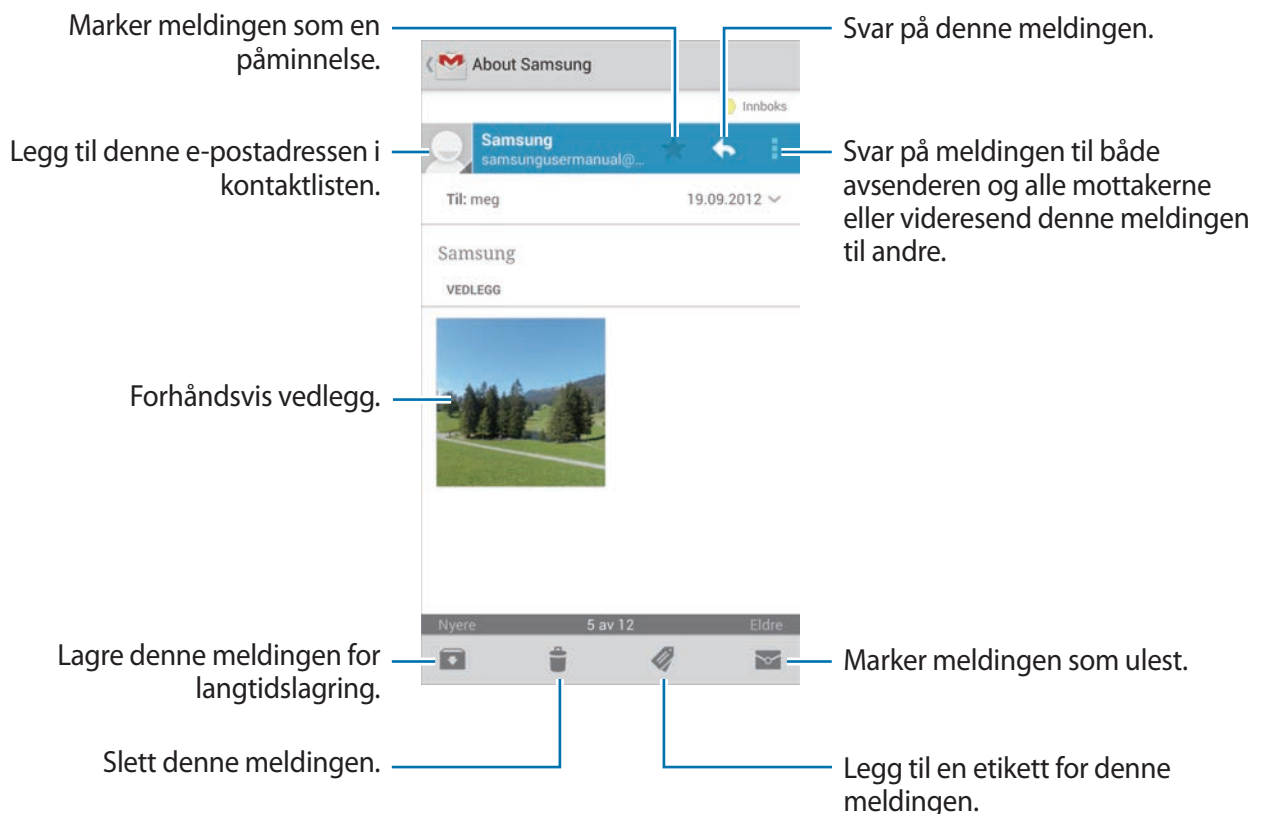 Marker meldingen som en
påminnelse.
Svar på denne meldingen.
About Samsung
Innboks
Legg til denne e-postadressen i
kontaktlisten.
Samsung
samsungusermanual@...
Svar på meldingen til både
avsenderen og alle mottakerne
eller videresend denne meldingen
til andre.
Til: meg 19.09.2012
Samsung
VEDLEGG
Forhåndsvis vedlegg.
Nyere 5 av 12 Eldre
Lagre denne meldingen for
langtidslagring.
Marker meldingen som ulest.
Slett denne meldingen.
Legg til en etikett for denne
meldingen.